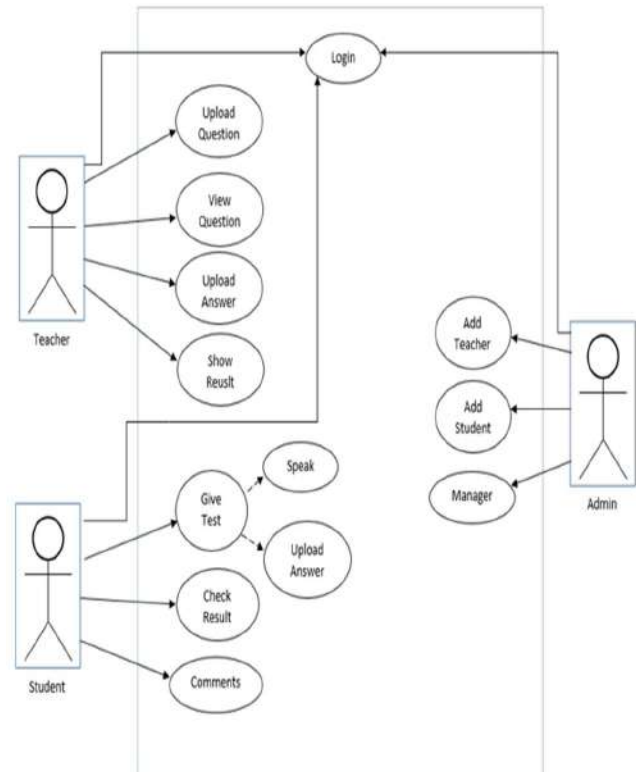 Login
Upload
Question
View
Question
Upload
Answer
Show
Reuslt
Teacher
Add
Teacher
Add
Student
Manager
Admin
Speak
Give
Test
Upload
Answer
Check
Result
Comments
Student